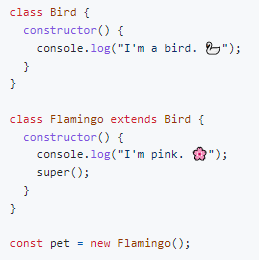 class Bird {
  constructor() {
    console.log("I'm a bird. 🦢");
  }
}

class Flamingo extends Bird {
  constructor() {
    console.log("I'm pink. 🌸");
    super();
  }
}

const pet = new Flamingo();